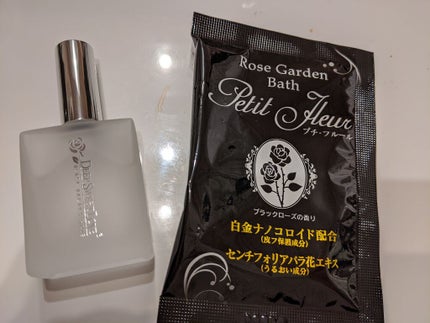 Rose Garden
Bath
Petit Fleur
プチ・フルール
ブラックローズの香り
白金ナノコロイド配合
(皮フ保護成分)
センチフォリアバラ花エキス
(うるおい成分)